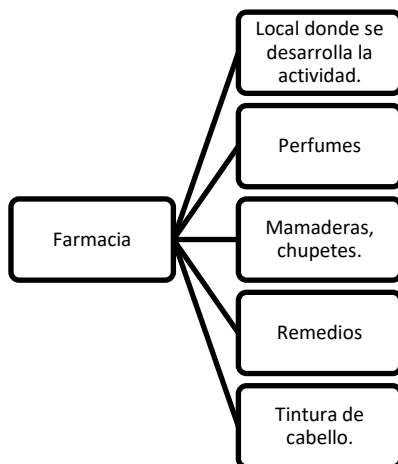 Local donde se
desarrolla la
actividad.
Perfumes
Farmacia
Mamaderas,
chupetes.
Remedios
Tintura de
cabello.